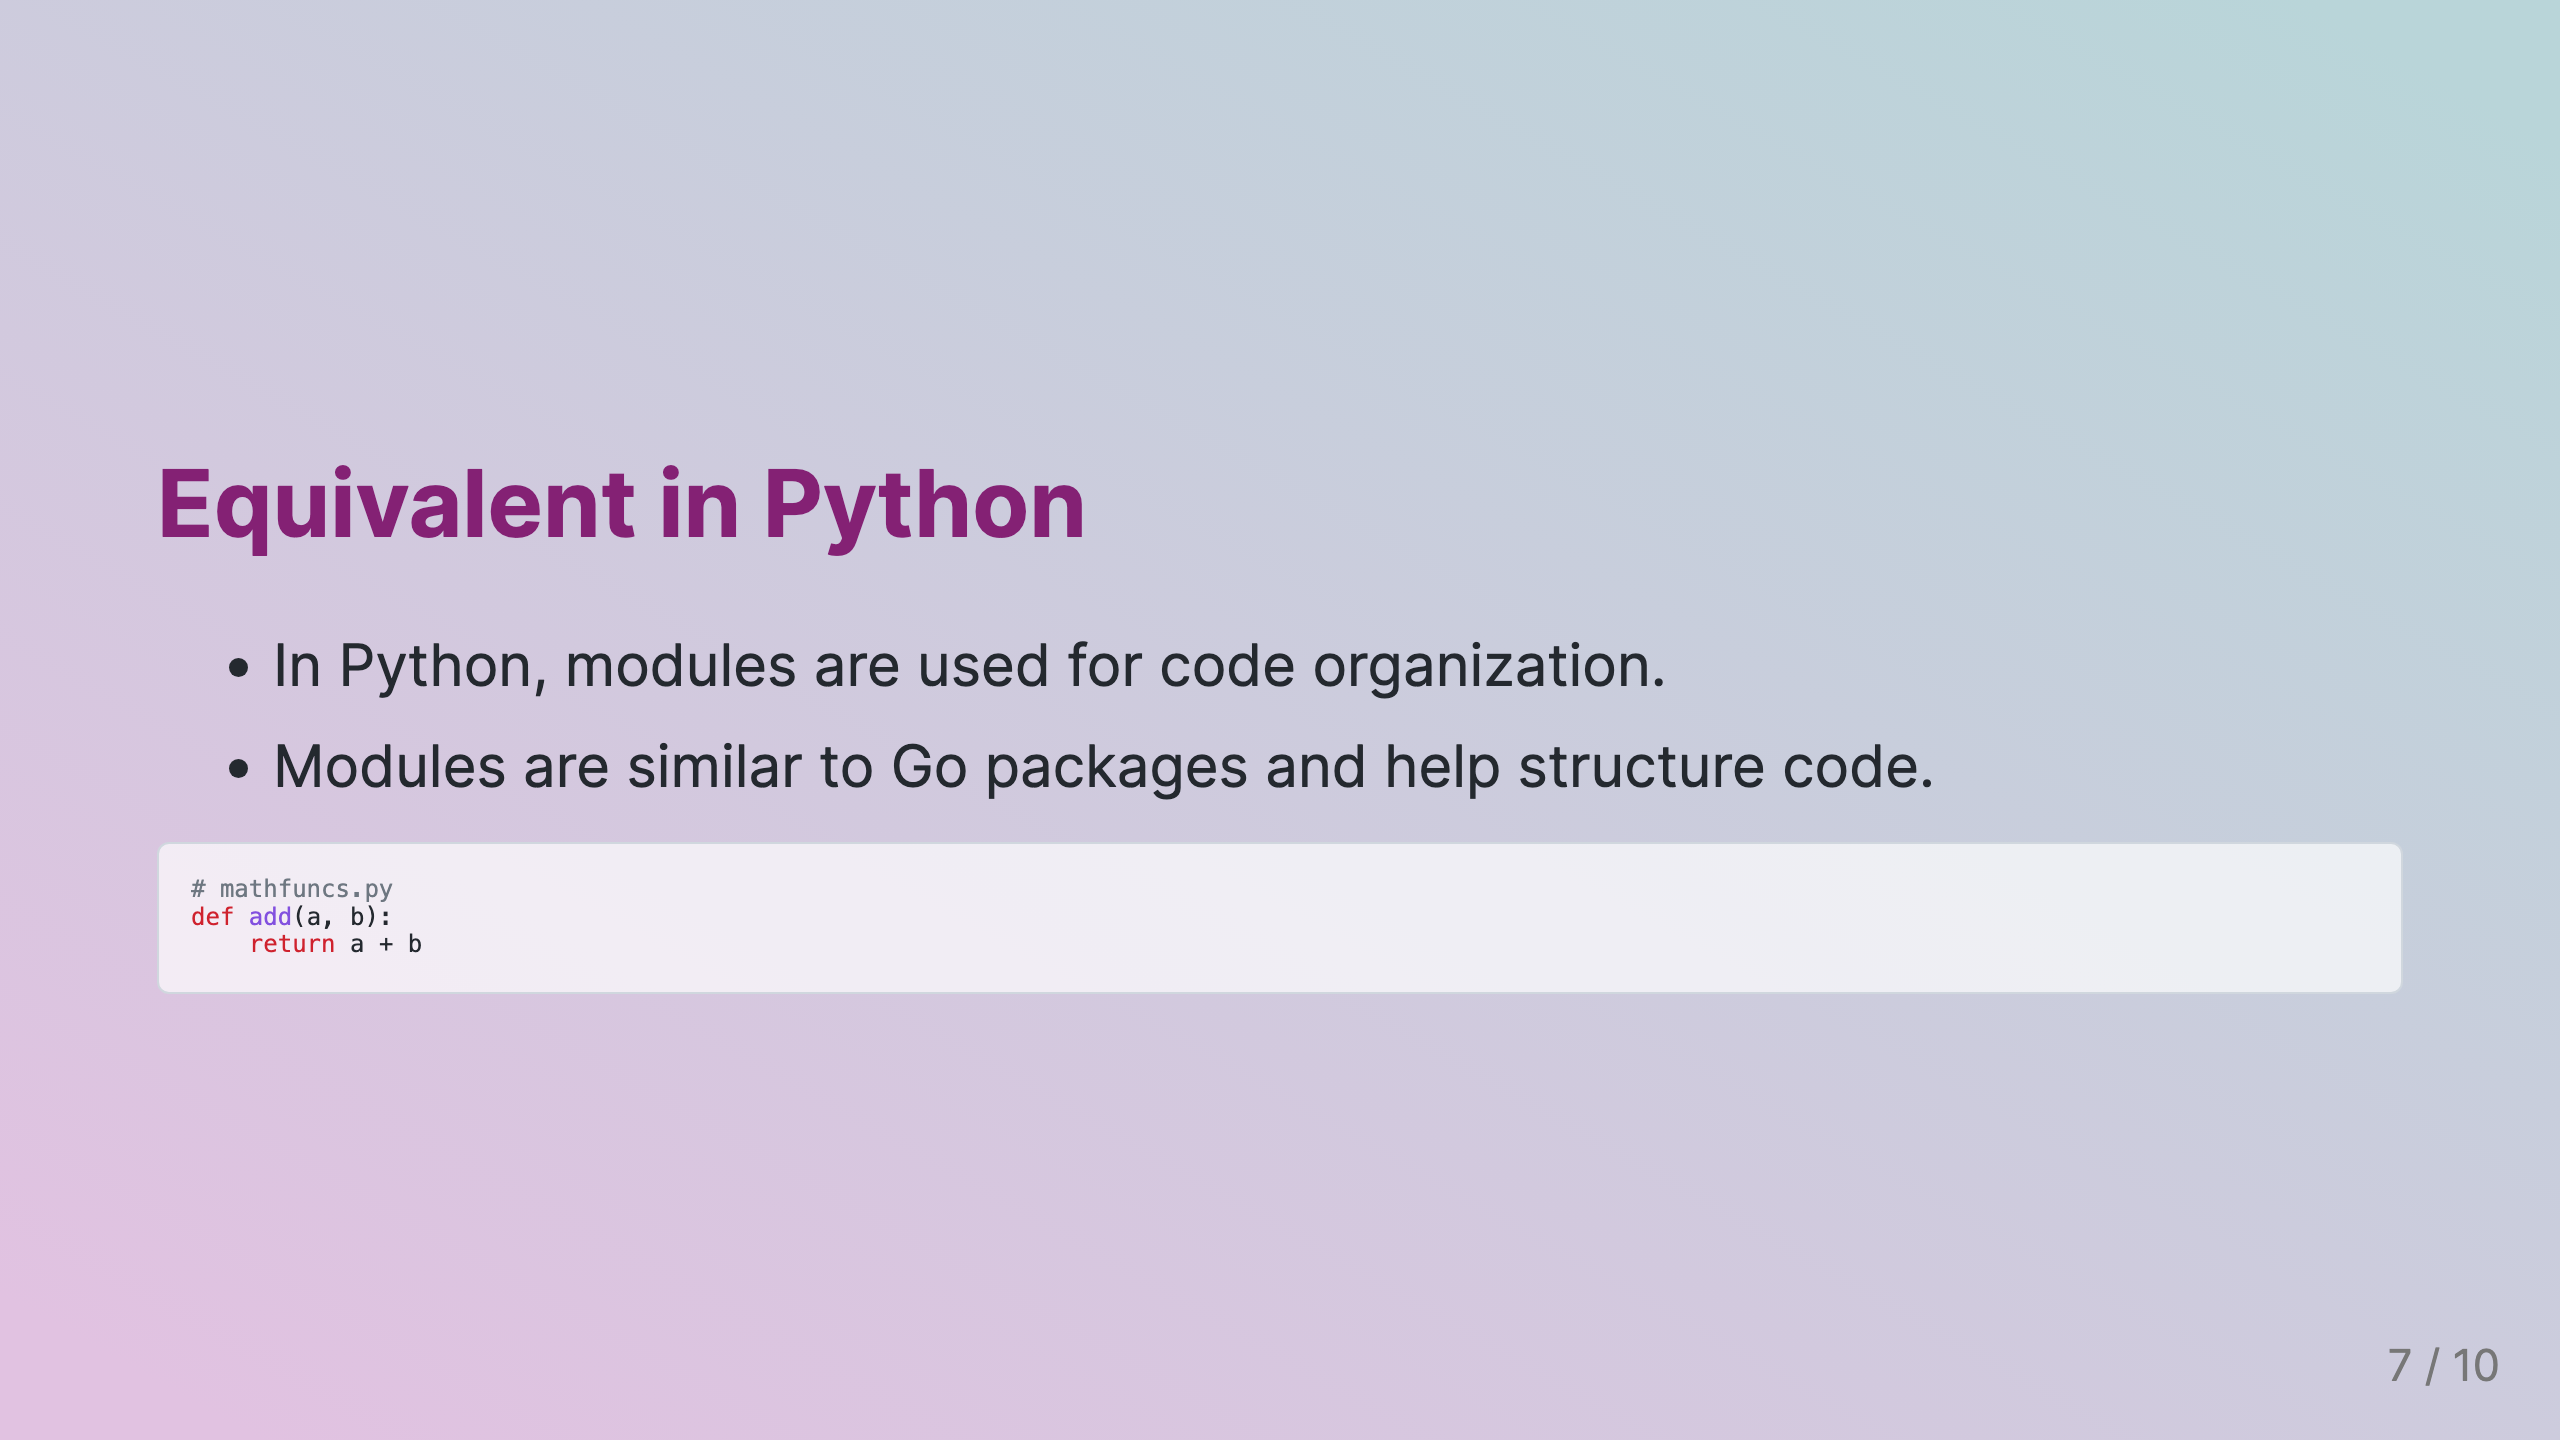 Equivalent in Python
• In Python, modules are used for code organization.
• Modules are similar to Go packages and help structure code.
# mathfuncs.py
def add(a, b):
    return a + b
7 / 10